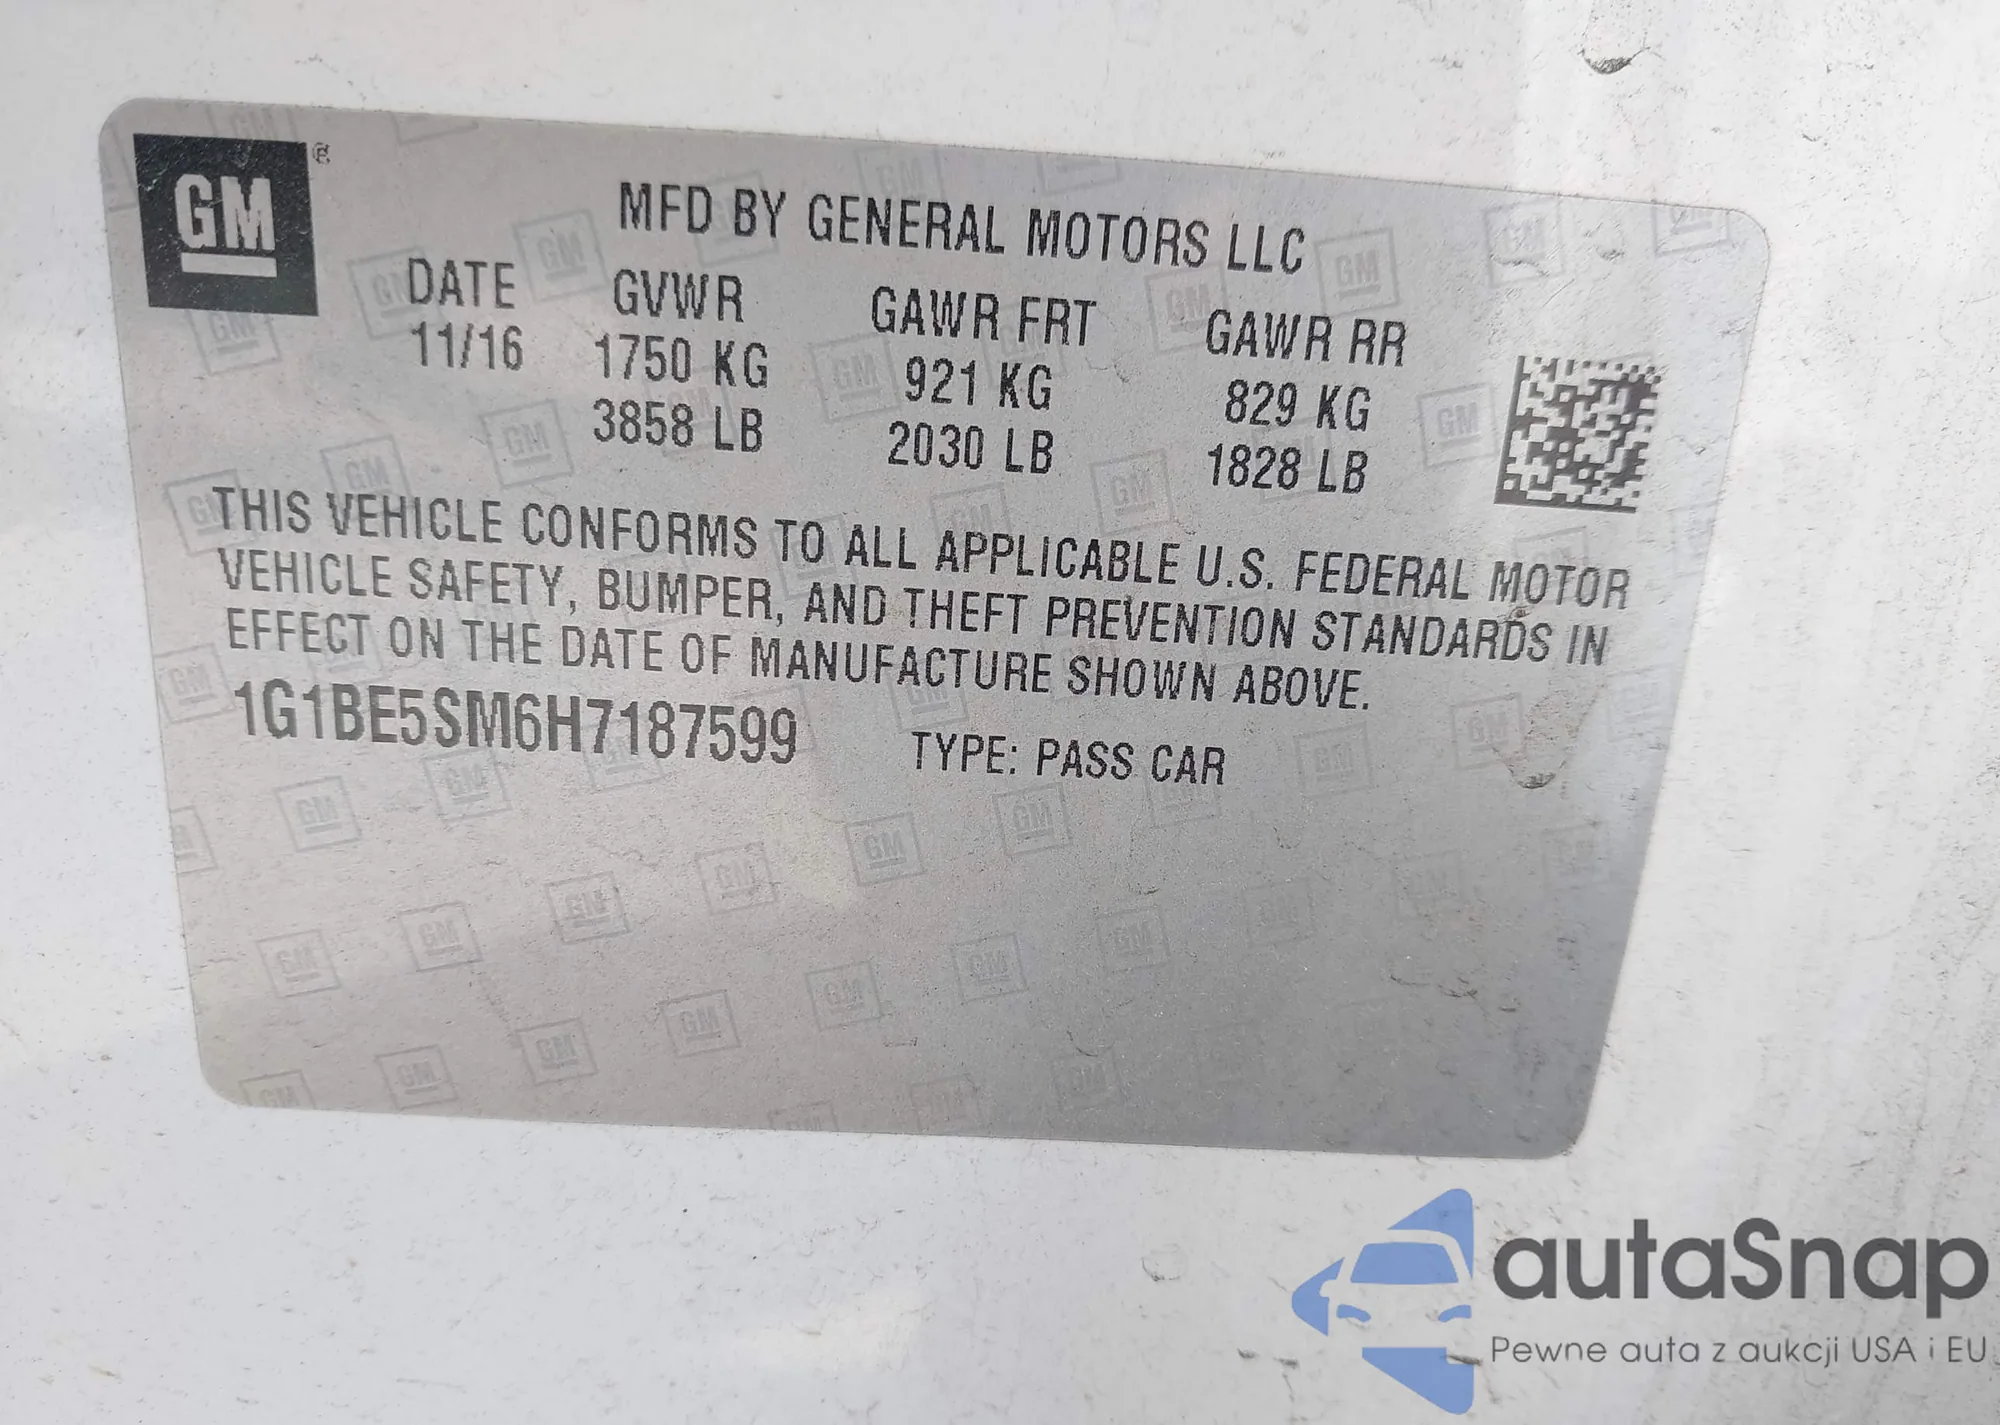 GM®
MFD BY GENERAL MOTORS LLC
DATE GVWR GAWR FRT GAWR RR
11/16 1750 KG 921 KG 829 KG
3858 LB 2030 LB 1828 LB
THIS VEHICLE CONFORMS TO ALL APPLICABLE U.S. FEDERAL MOTOR
VEHICLE SAFETY, BUMPER, AND THEFT PREVENTION STANDARDS IN
EFFECT ON THE DATE OF MANUFACTURE SHOWN ABOVE.
1G1BE5SM6H7187599 TYPE: PASS CAR
autaSnap
Pewne auta z aukcji USA i EU